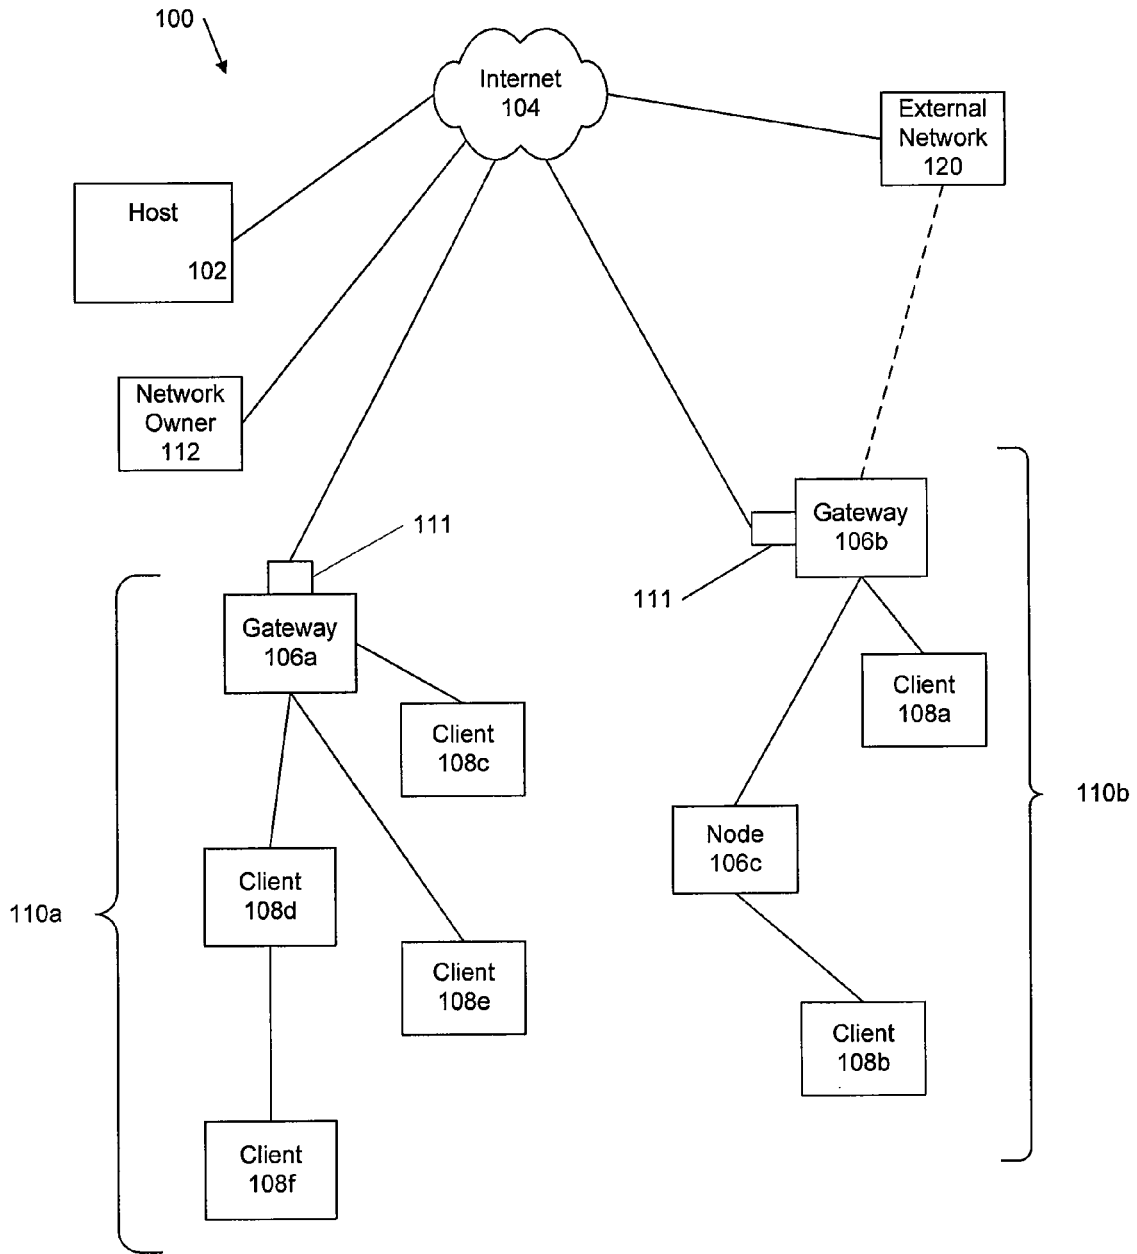 100
Internet
104
External
Network
120
Host
102
Network
Owner
112
111
Gateway
106b
111
Gateway
106a
Client
108a
Client
108c
110b
Node
106c
Client
108d
110a
Client
108e
Client
108b
Client
108f